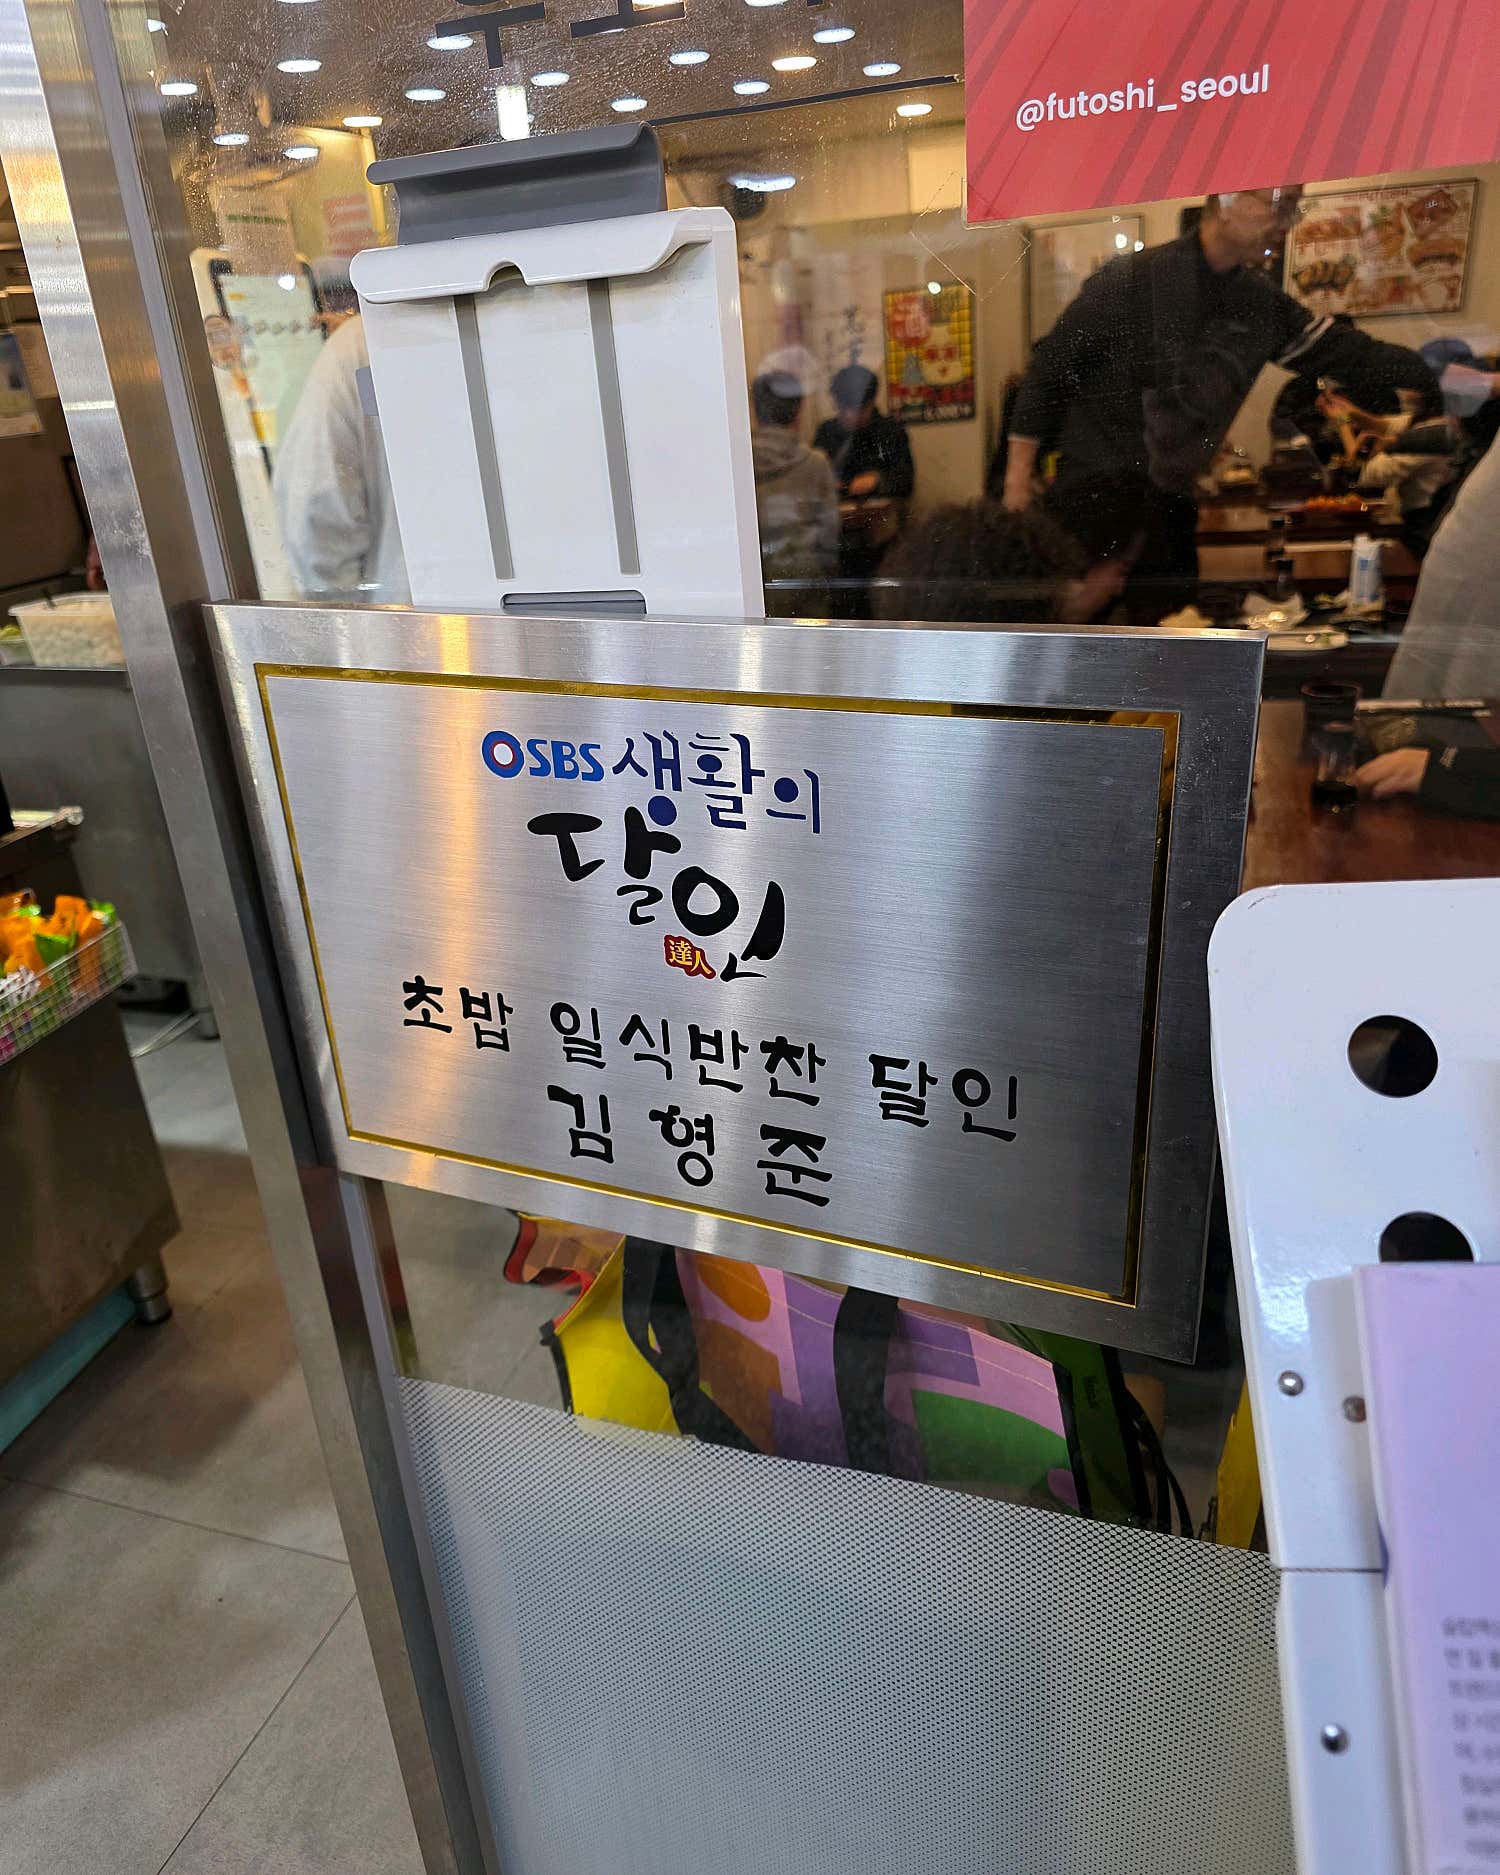 @futoshi_seoul
SBS 생활의
달인
達人
초밥 일식반찬 달인
김형준